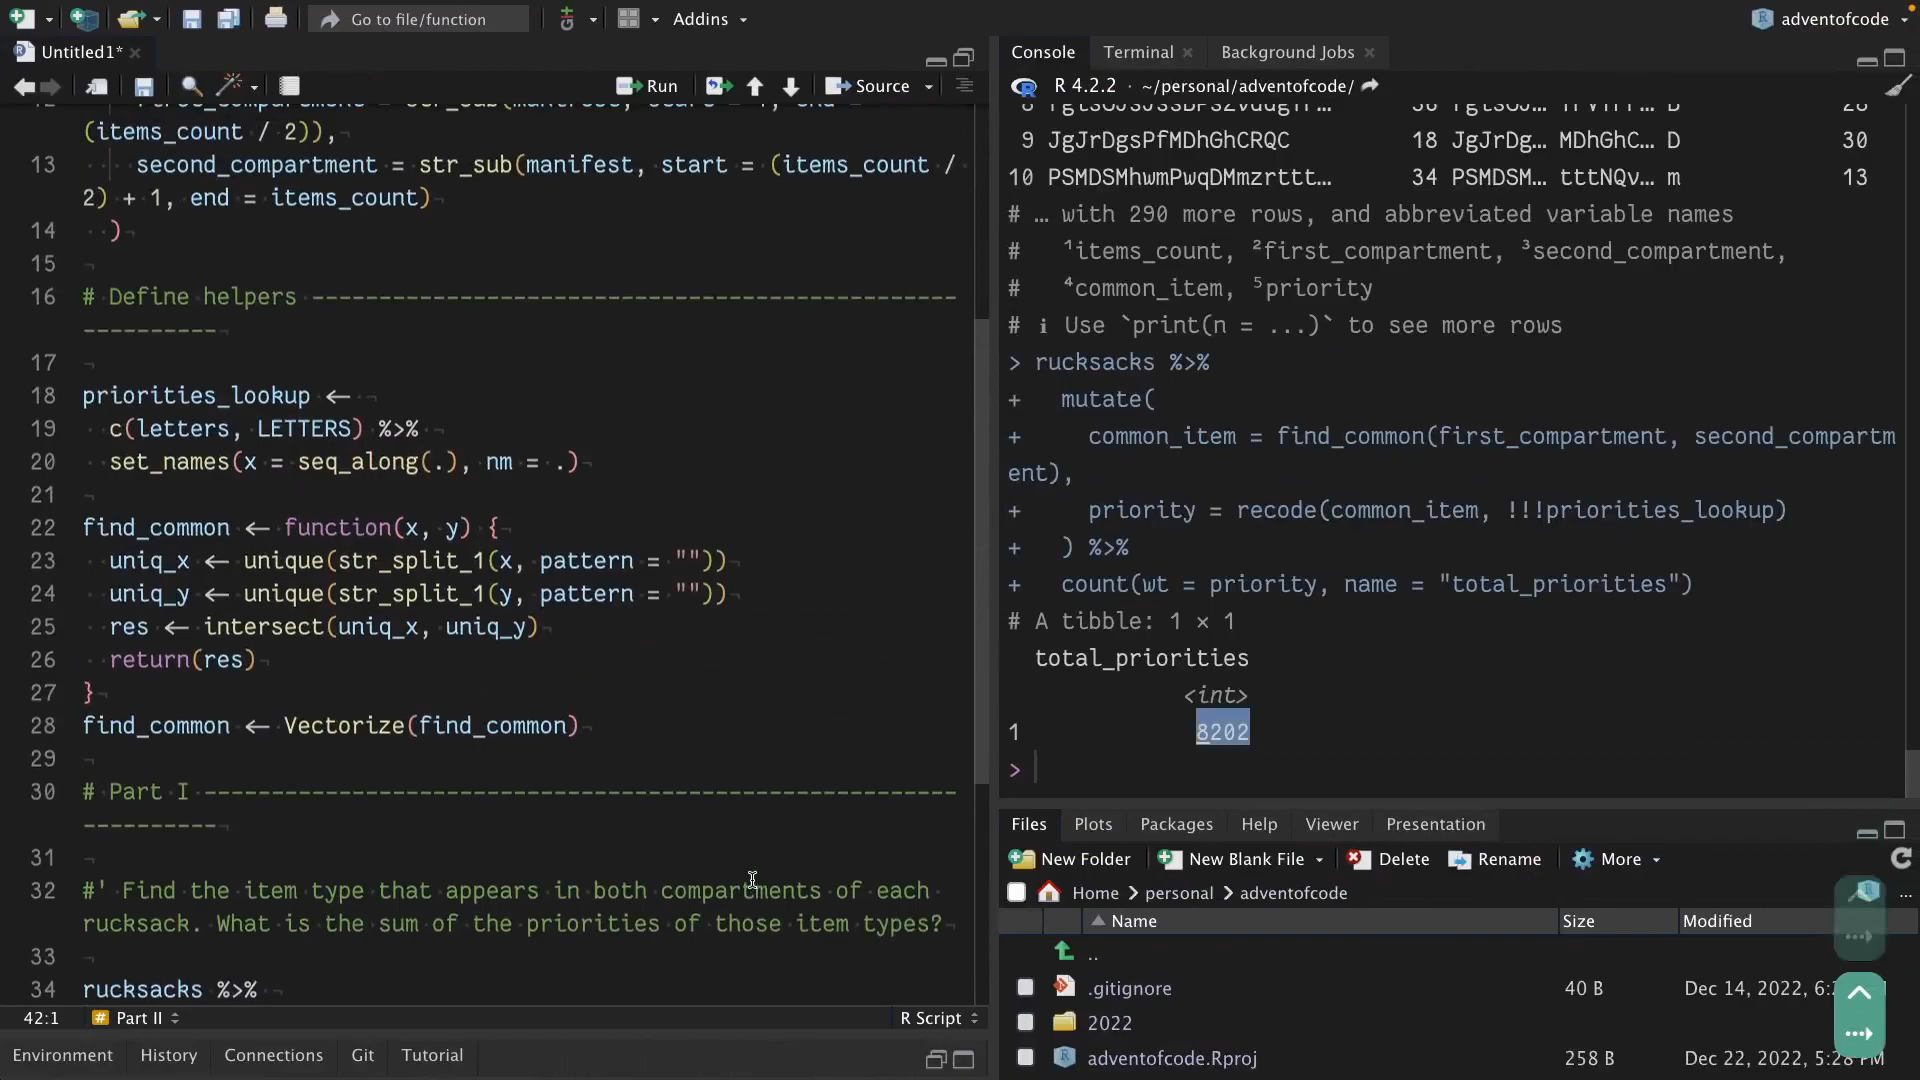 Go to file/function
Addins
adventofcode
Untitled1*
Run
Source
(items_count / 2)),
13 second_compartment = str_sub(manifest, start = (items_count /
2) + 1, end = items_count)
14 )
15
16 # Define helpers ------------------------------------------------
----------
17
18 priorities_lookup <-
19 c(letters, LETTERS) %>%
20 set_names(x = seq_along(.), nm = .)
21
22 find_common <- function(x, y) {
23 uniq_x <- unique(str_split_1(x, pattern = ""))
24 uniq_y <- unique(str_split_1(y, pattern = ""))
25 res <- intersect(uniq_x, uniq_y)
26 return(res)
27 }
28 find_common <- Vectorize(find_common)
29
30 # Part I --------------------------------------------------------
----------
31
32 #' Find the item type that appears in both compartments of each
rucksack. What is the sum of the priorities of those item types?
33
34 rucksacks %>%
42:1 # Part II R Script
Environment History Connections Git Tutorial
Console Terminal Background Jobs
R 4.2.2 · ~/personal/adventofcode/
9 JgJrDgsPfMDhGhCRQC 18 JgJrDg… MDhGhC… D 30
10 PSMDSMhwmPwqDMmzrttt… 34 PSMDSM… tttNQv… m 13
# … with 290 more rows, and abbreviated variable names
# ¹items_count, ²first_compartment, ³second_compartment,
# ⁴common_item, ⁵priority
# ℹ Use `print(n = ...)` to see more rows
> rucksacks %>%
+ mutate(
+ common_item = find_common(first_compartment, second_compartm
ent),
+ priority = recode(common_item, !!!priorities_lookup)
+ ) %>%
+ count(wt = priority, name = "total_priorities")
# A tibble: 1 × 1
total_priorities
<int>
1 8202
>
Files Plots Packages Help Viewer Presentation
New Folder New Blank File Delete Rename More
Home personal adventofcode ...
Name Size Modified
..
.gitignore 40 B Dec 14, 2022, 6:
2022
adventofcode.Rproj 258 B Dec 22, 2022, 5:28 PM